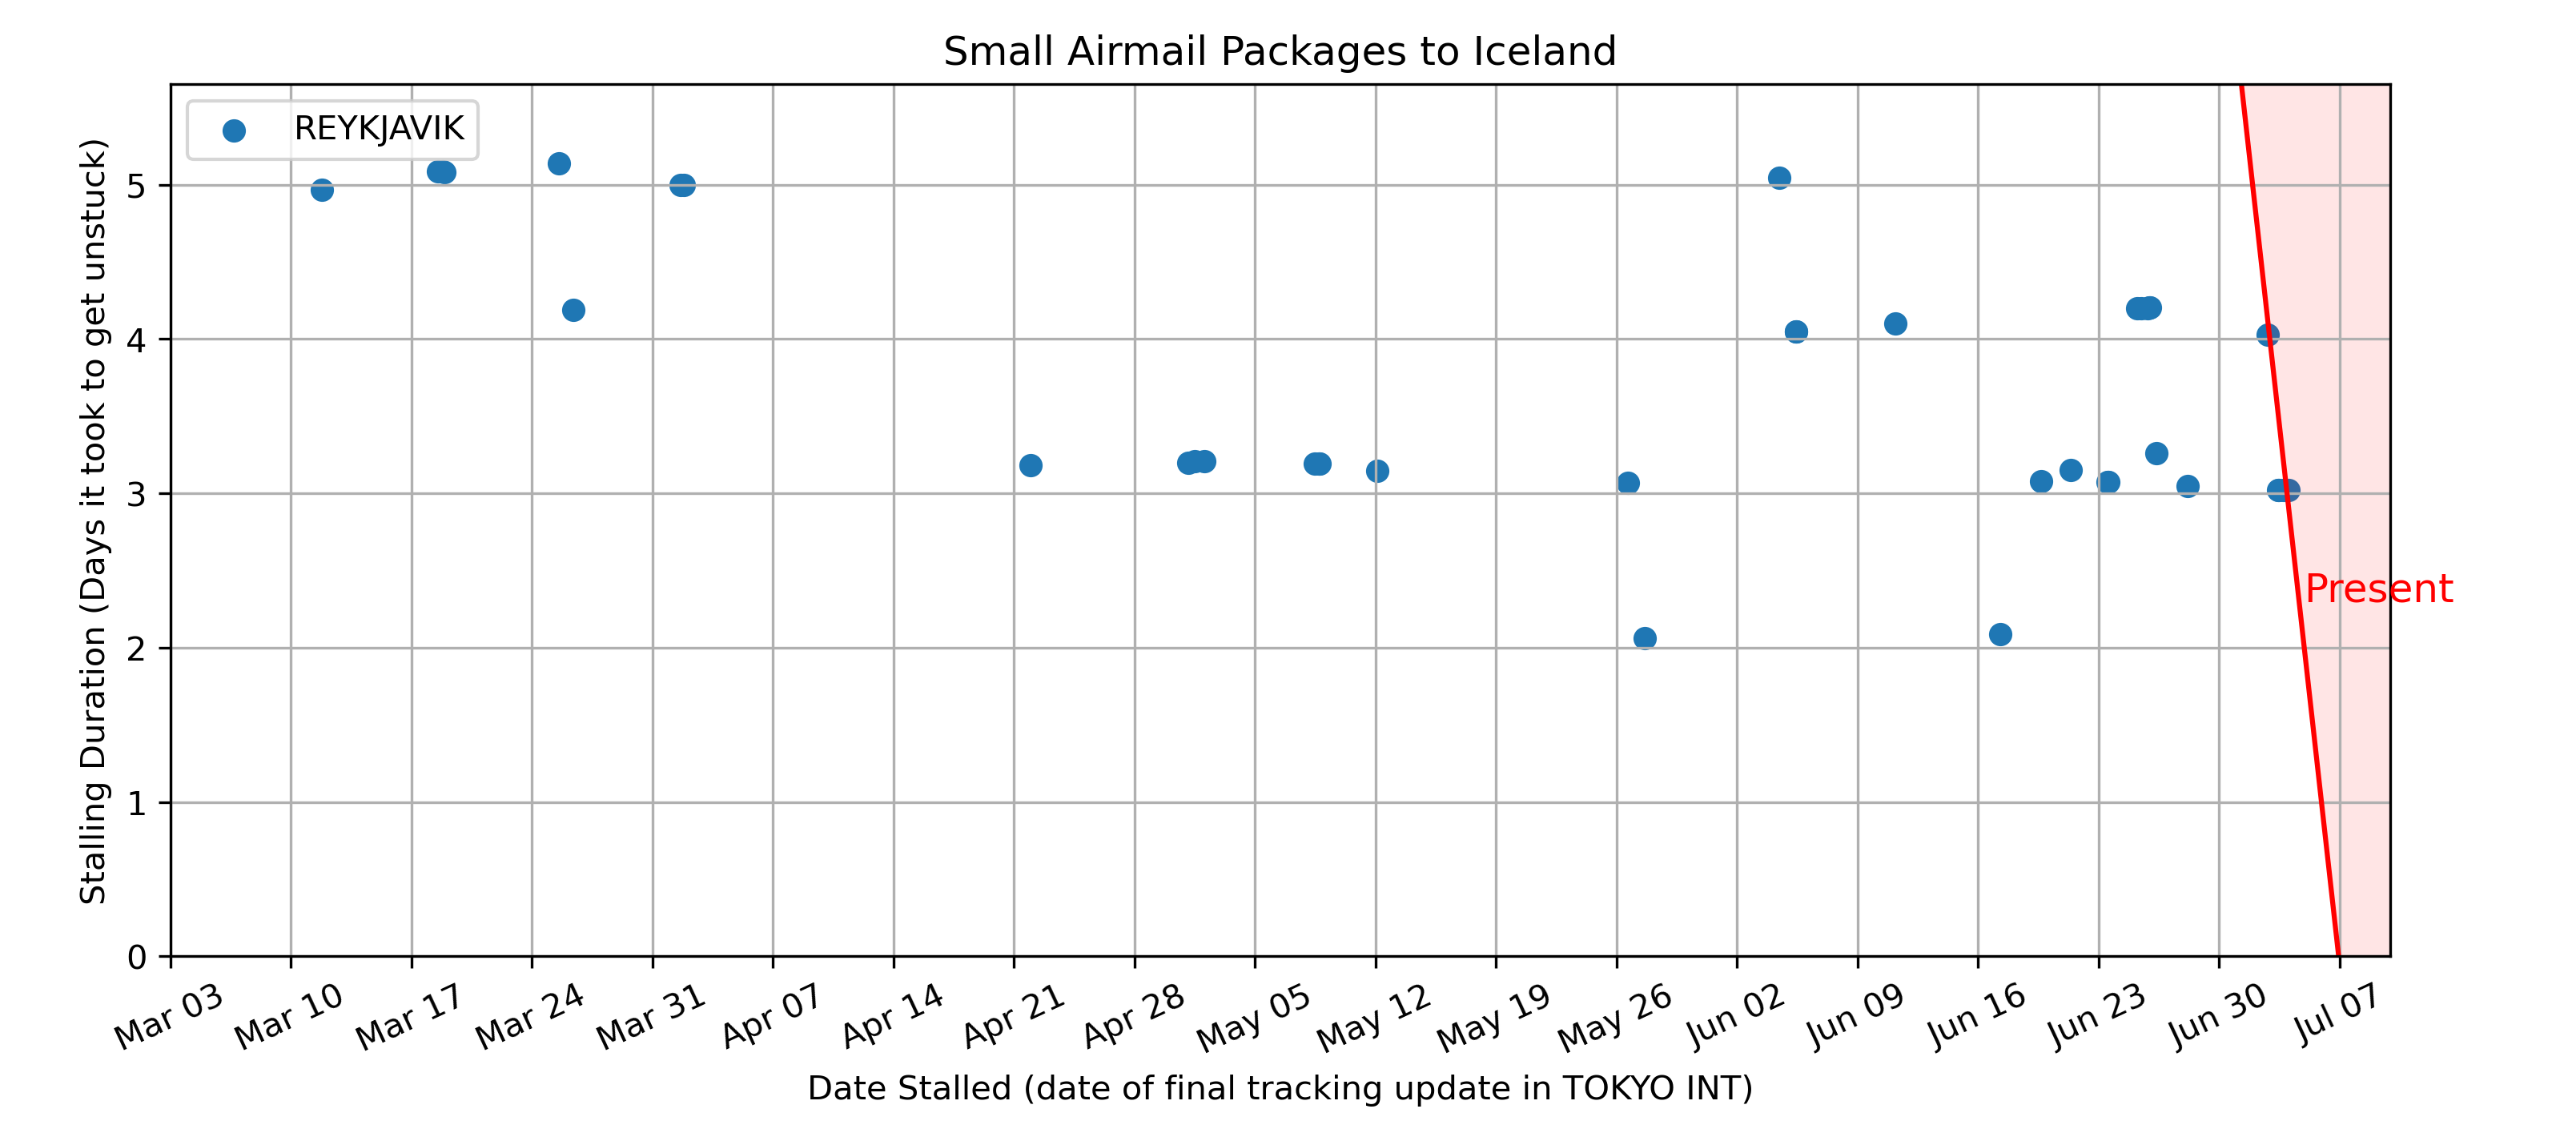 Small Airmail Packages to Iceland
REYKJAVIK
Stalling Duration (Days it took to get unstuck)
5
4
3
2
1
0
Present
Mar 03
Mar 10
Mar 17
Mar 24
Mar 31
Apr 07
Apr 14
Apr 21
Apr 28
May 05
May 12
May 19
May 26
Jun 02
Jun 09
Jun 16
Jun 23
Jun 30
Jul 07
Date Stalled (date of final tracking update in TOKYO INT)